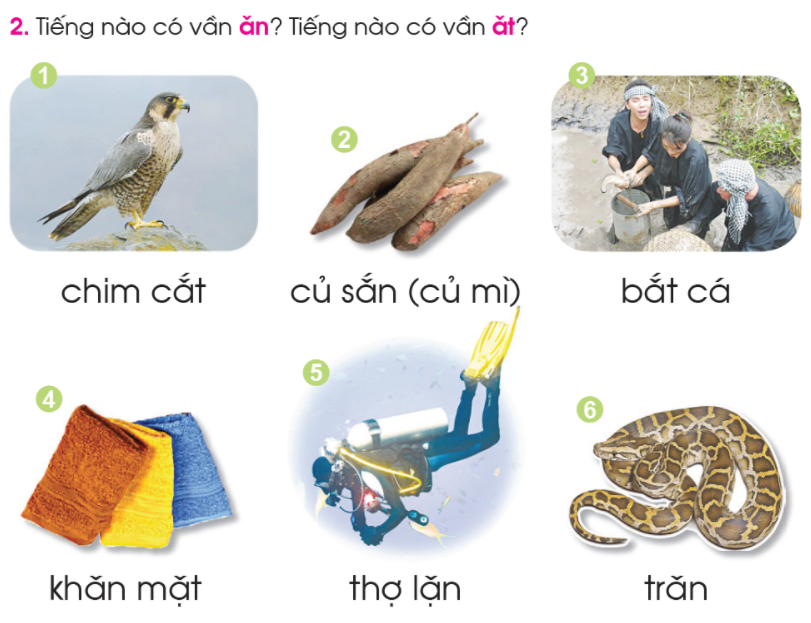 2. Tiếng nào có vần ăn? Tiếng nào có vần ăt?
1
2
3
chim cắt
củ sắn (củ mì)
bắt cá
4
5
6
khăn mặt
thợ lặn
trăn